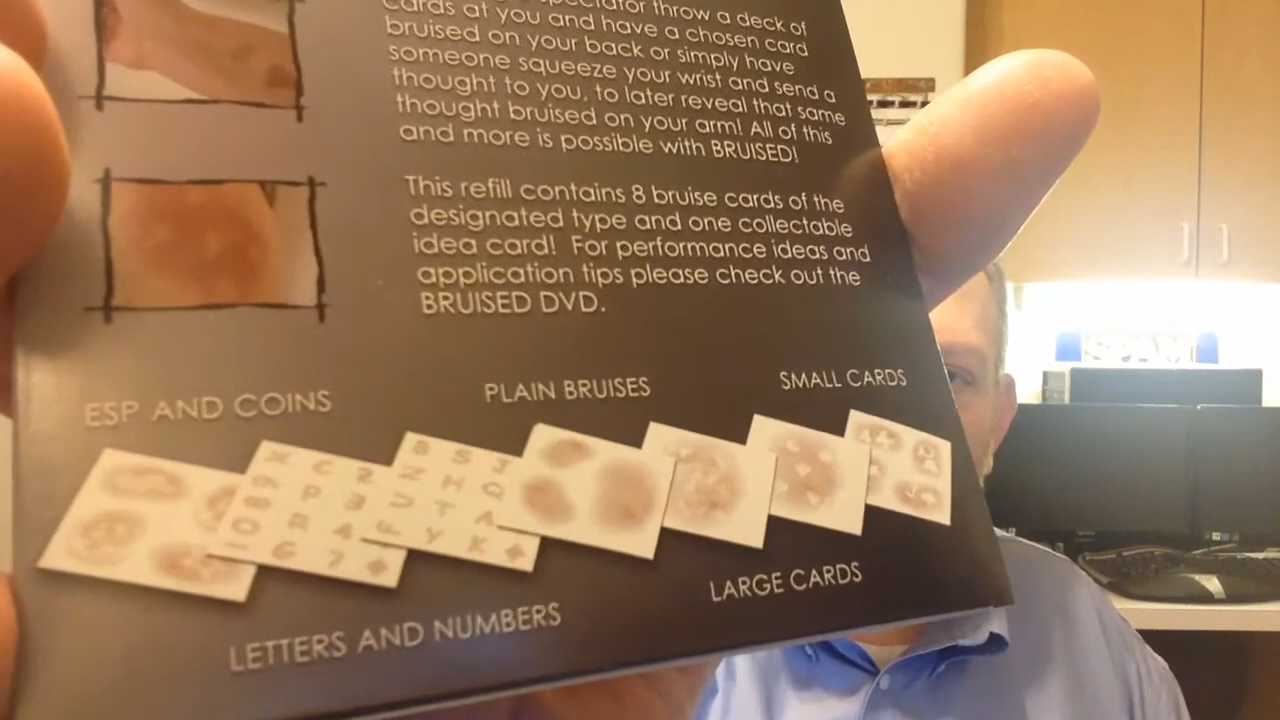 throw a deck of
cards at you and have a chosen card
bruised on your back or simply have
someone squeeze your wrist and send a
thought to you, to later reveal that same
thought bruised on your arm! All of this
and more is possible with BRUISED!
This refill contains 8 bruise cards of the
designated type and one collectable
idea card! For performance ideas and
application tips please check out the
BRUISED DVD.
ESP AND COINS
PLAIN BRUISES
SMALL CARDS
LETTERS AND NUMBERS
LARGE CARDS